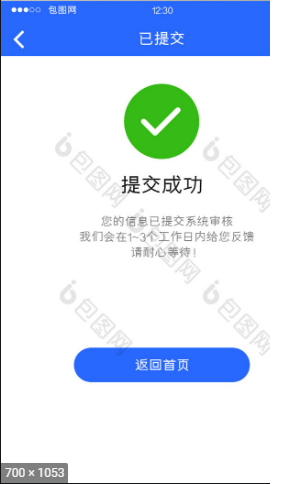 包图网 12:30
已提交
提交成功
您的信息已提交系统审核
我们会在1~3个工作日内给您反馈
请耐心等待！
返回首页
包图网
包图网
包图网
包图网
包图网
700 × 1053